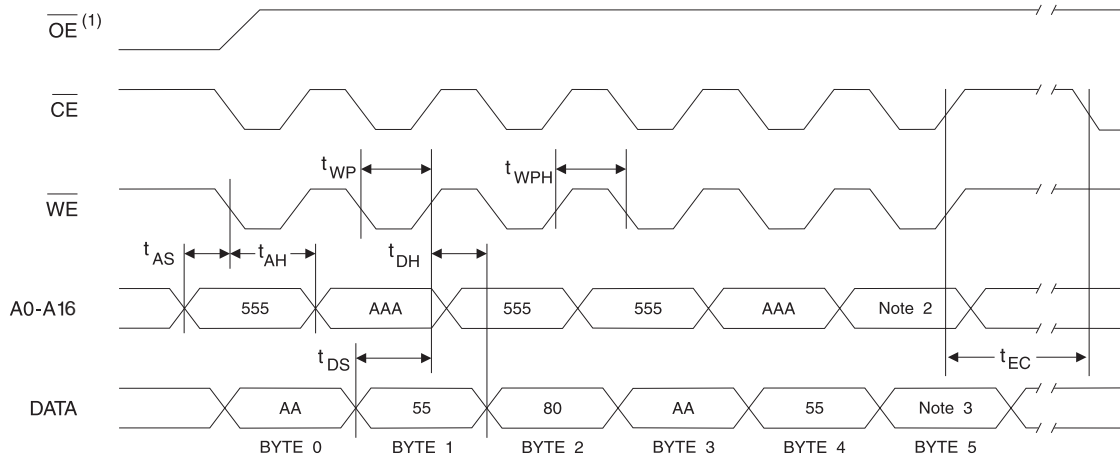 OE (1)
CE
t WP
t WPH
WE
t AS
t AH
t DH
A0-A16
555
AAA
555
555
AAA
Note 2
t DS
t EC
DATA
AA
55
80
AA
55
Note 3
BYTE 0
BYTE 1
BYTE 2
BYTE 3
BYTE 4
BYTE 5